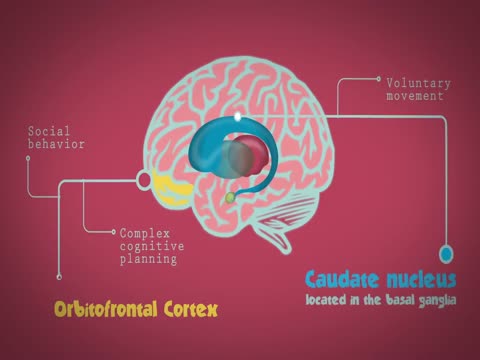 Voluntary
movement
Social
behavior
Complex
cognitive
planning
Caudate nucleus
located in the basal ganglia
Orbitofrontal Cortex